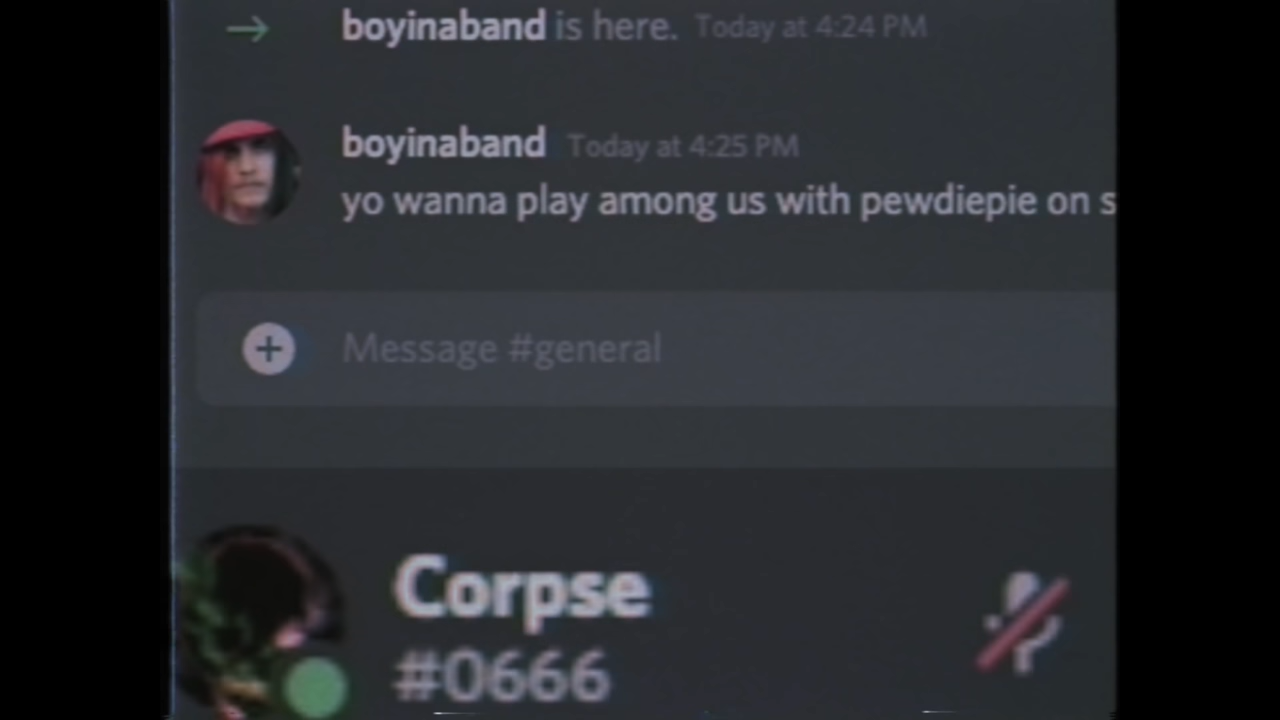 boyinaband is here. Today at 4:24 PM
boyinaband Today at 4:25 PM
yo wanna play among us with pewdiepie on s
Message #general
Corpse
#0666